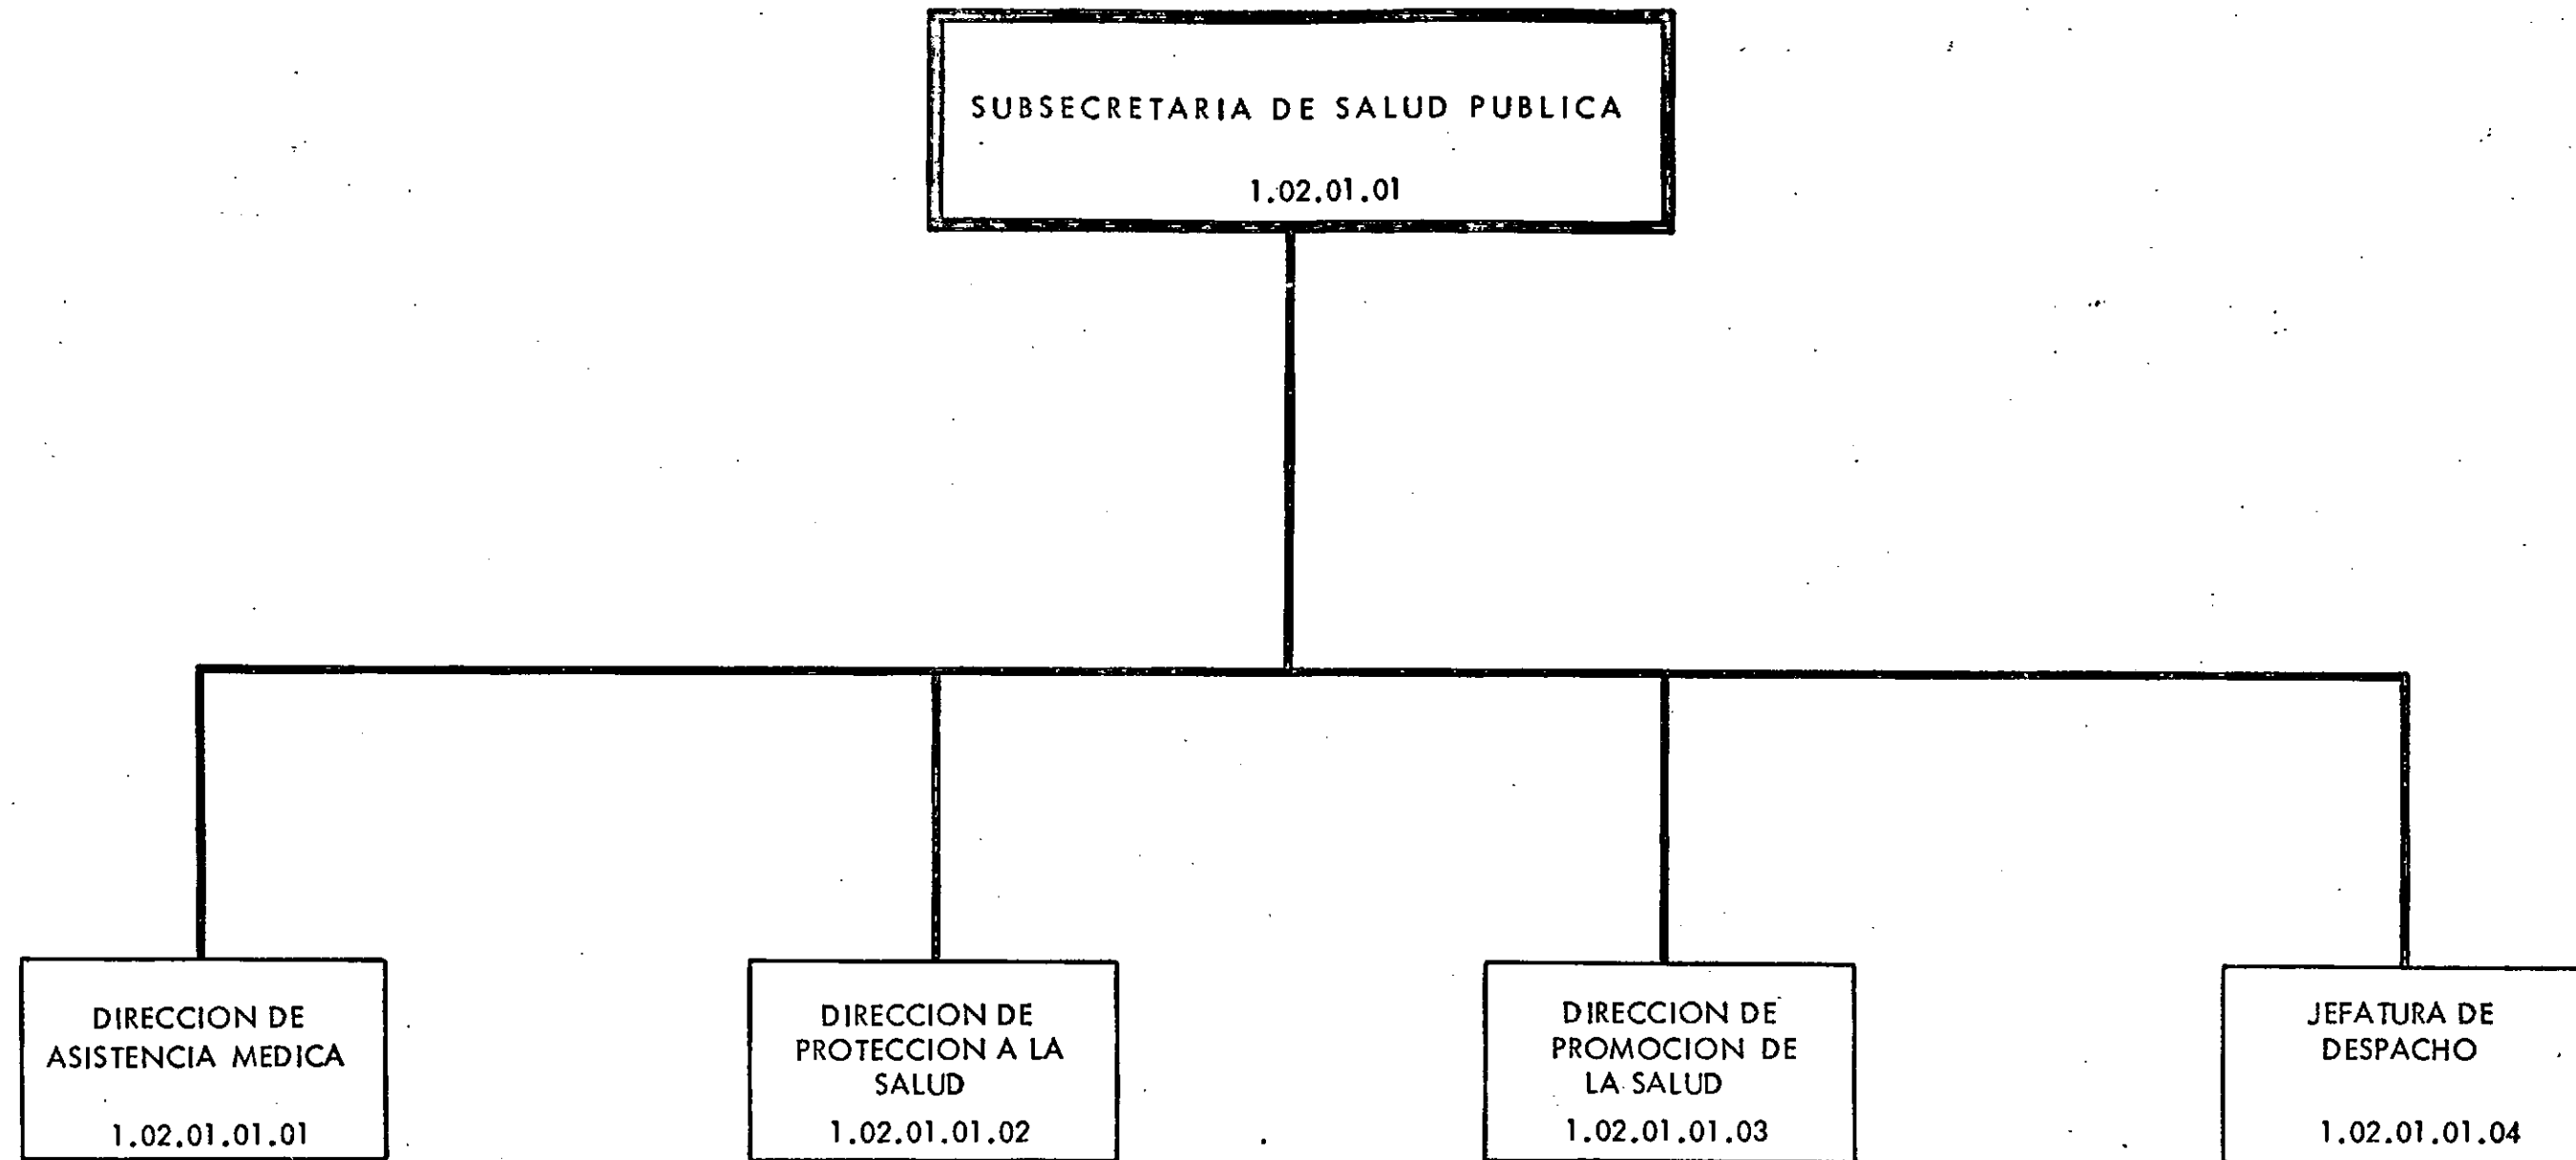 SUBSECRETARIA DE SALUD PUBLICA
1.02.01.01
DIRECCION DE
ASISTENCIA MEDICA
1.02.01.01.01
DIRECCION DE
PROTECCION A LA
SALUD
1.02.01.01.02
DIRECCION DE
PROMOCION DE
LA SALUD
1.02.01.01.03
JEFATURA DE
DESPACHO
1.02.01.01.04